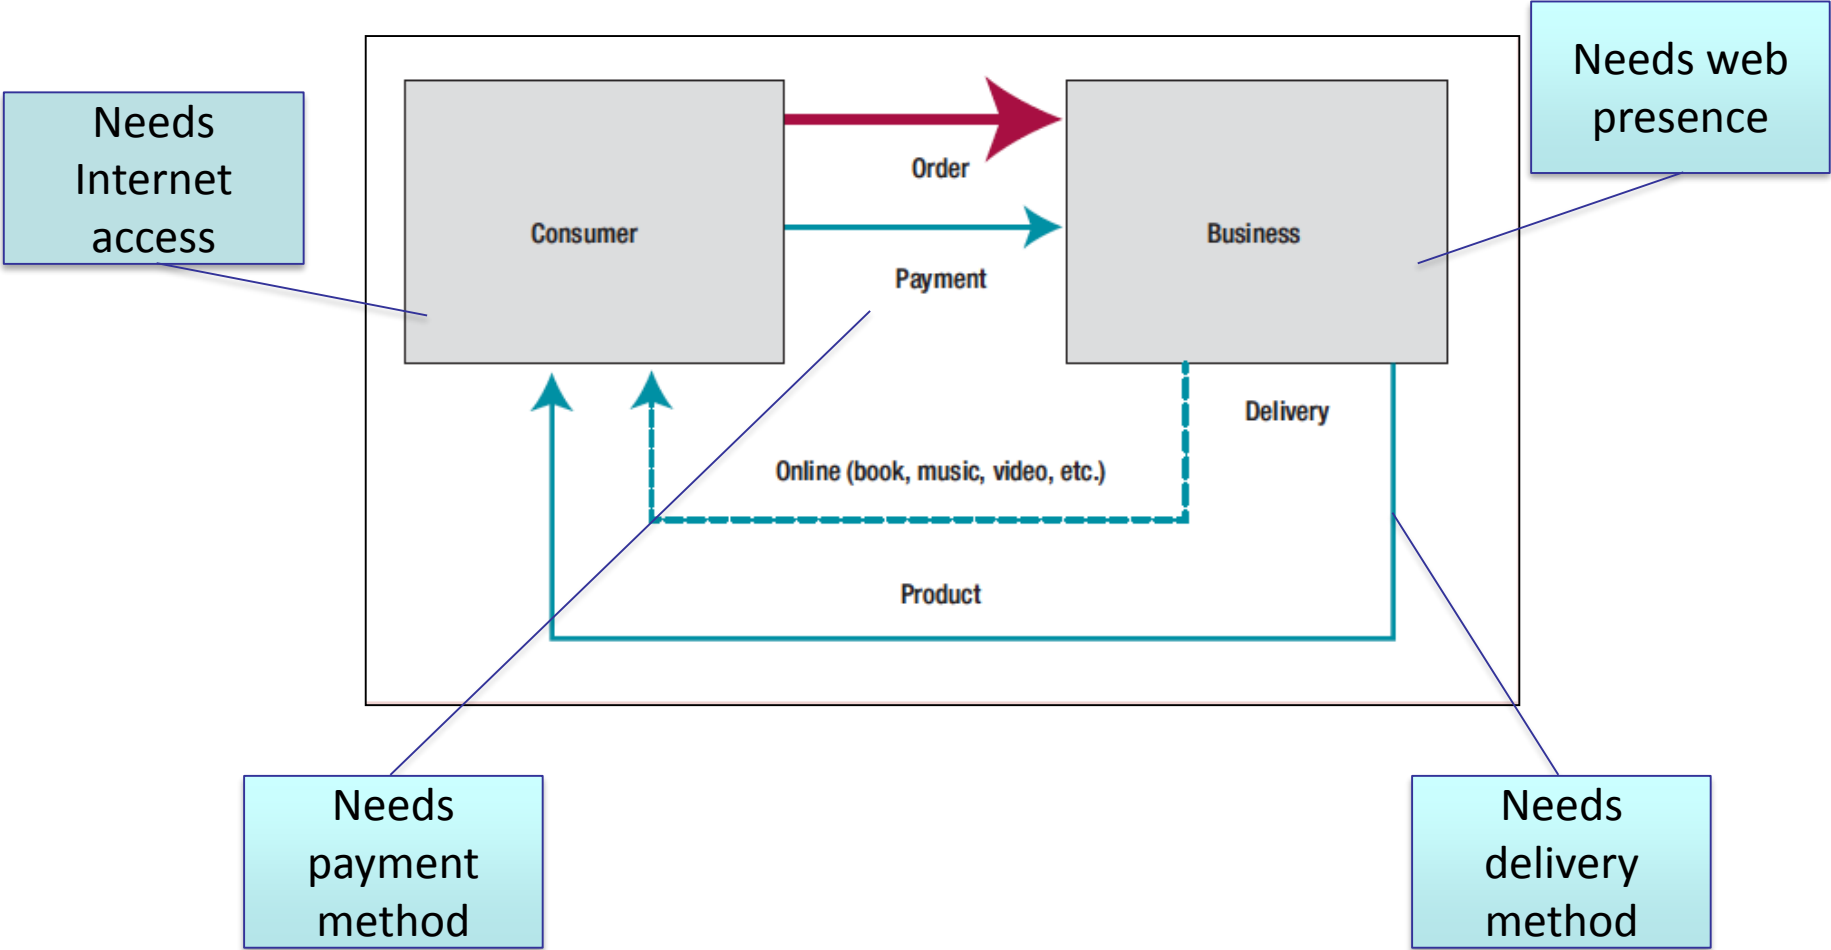 Needs web
presence
Needs
Internet
access
Order
Consumer
Business
Payment
Delivery
Online (book, music, video, etc.)
Product
Needs
payment
method
Needs
delivery
method